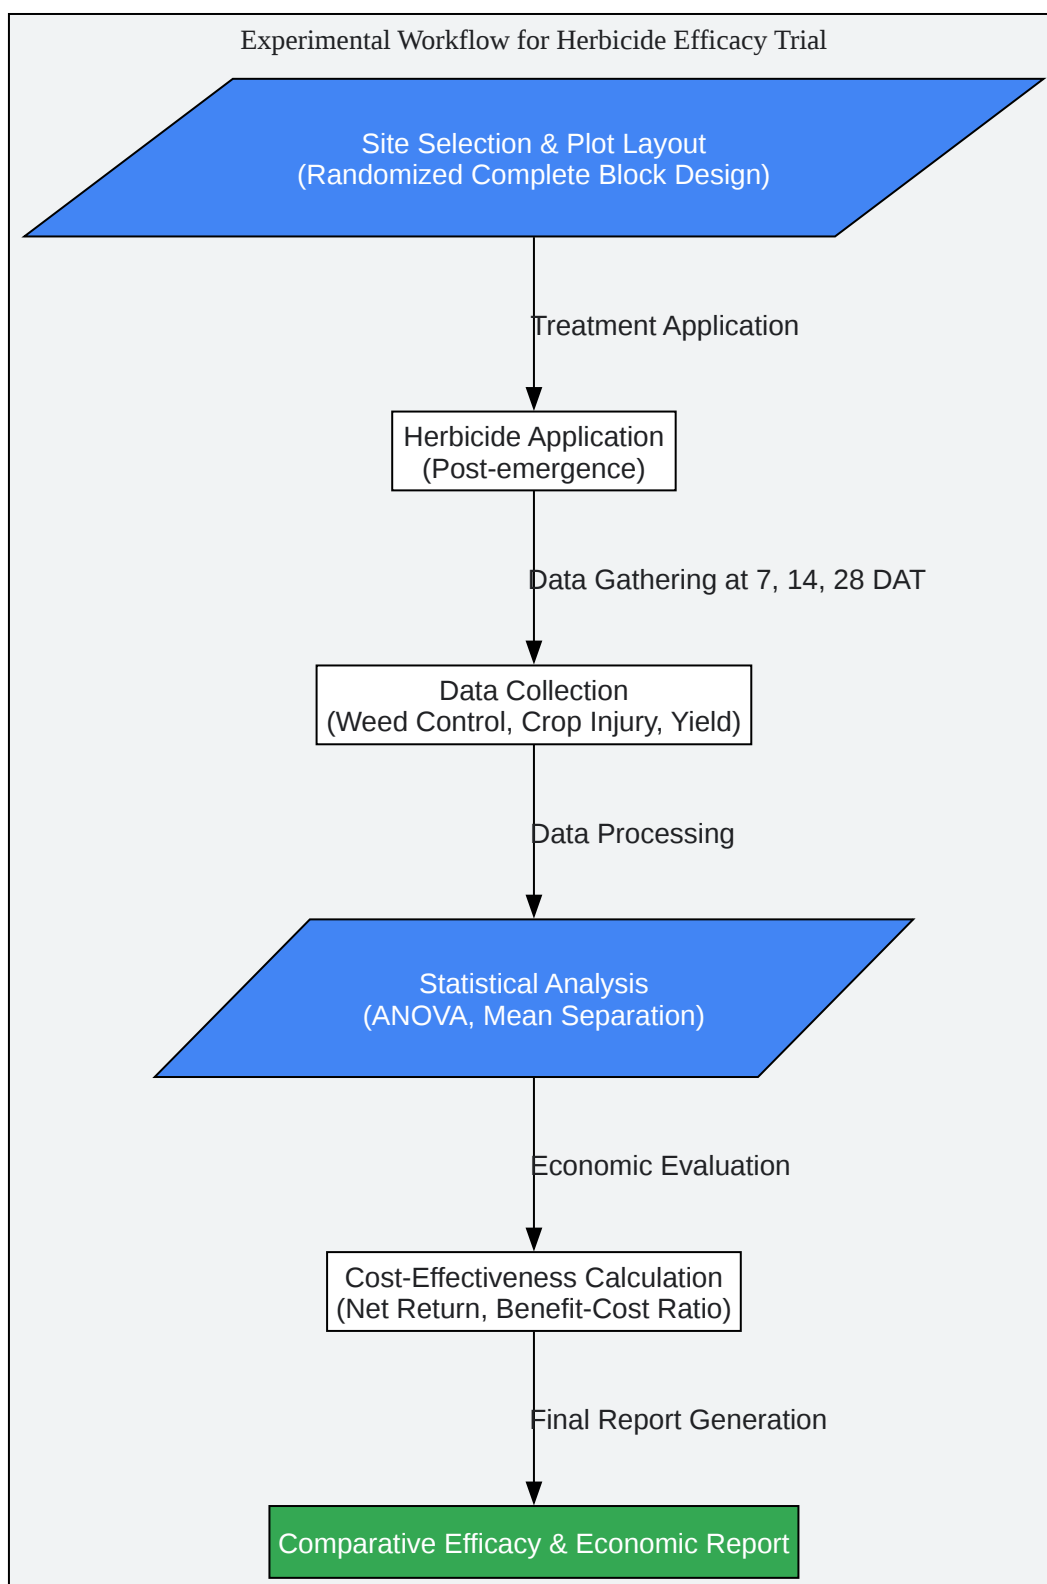 Experimental Workflow for Herbicide Efficacy Trial
Site Selection & Plot Layout
(Randomized Complete Block Design)
Treatment Application
Herbicide Application
(Post-emergence)
Data Gathering at 7, 14, 28 DAT
Data Collection
(Weed Control, Crop Injury, Yield)
Data Processing
Statistical Analysis
(ANOVA, Mean Separation)
Economic Evaluation
Cost-Effectiveness Calculation
(Net Return, Benefit-Cost Ratio)
Final Report Generation
Comparative Efficacy & Economic Report